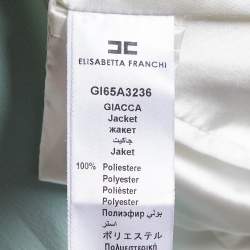 ELISABETTA FRANCHI
GI65A3236
GIACCA
Jacket
жакет
جاكيت
Jaket
100% Poliestere
Polyester
Poliéster
Polyester
Полиэфир بولي
استر
ポリエステル
Πολυεστερική